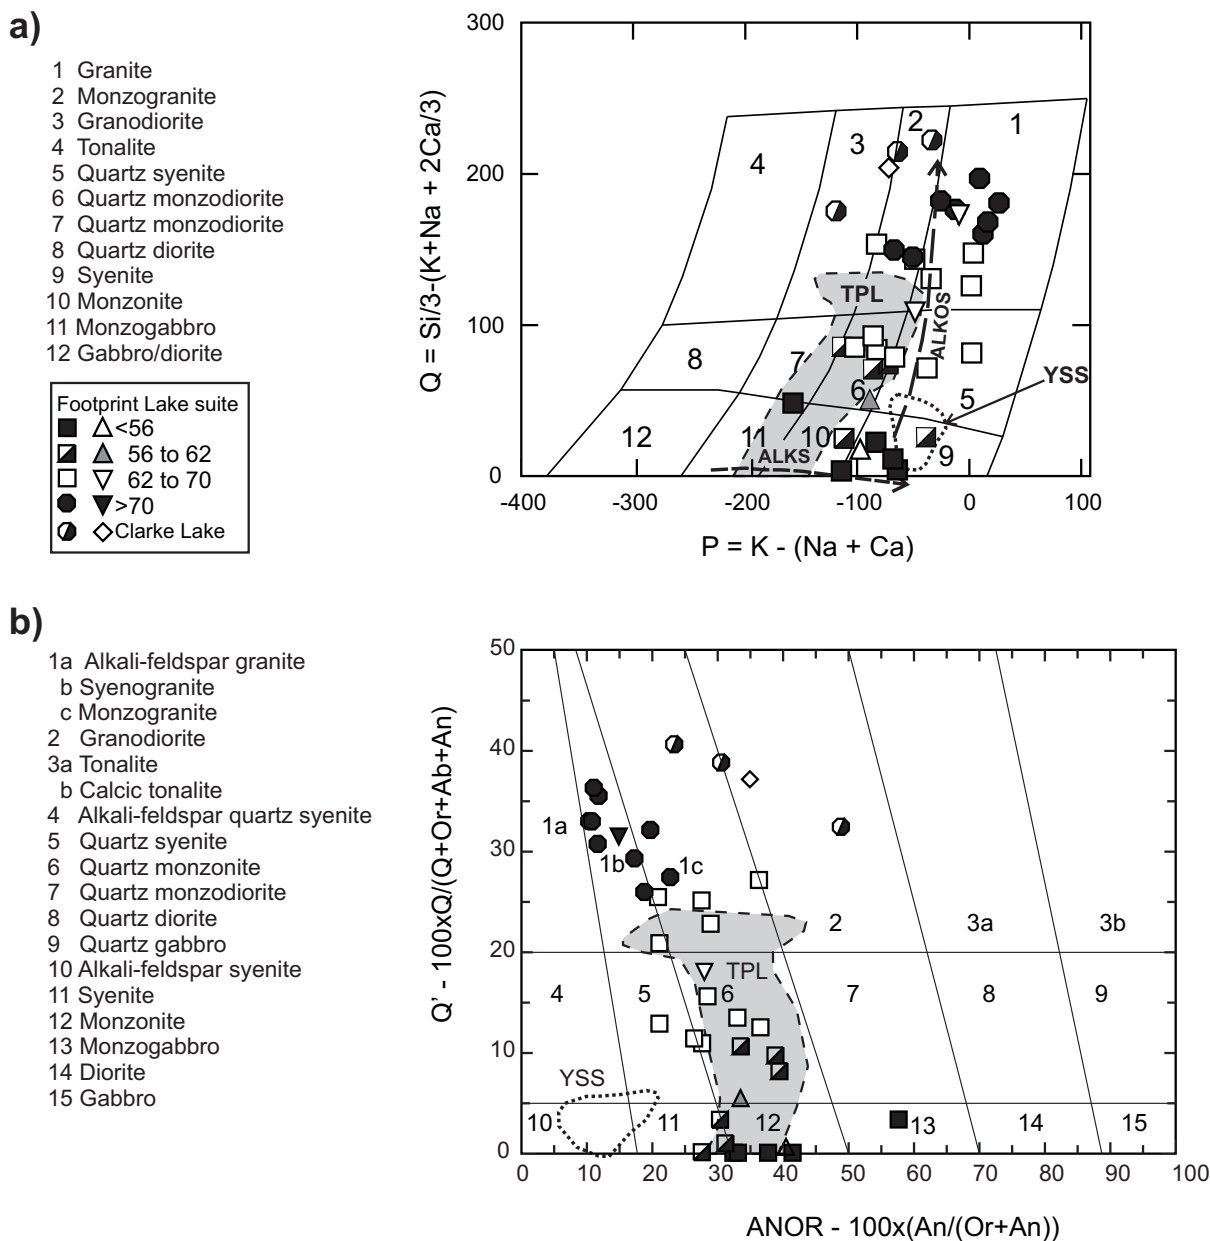 a)
1 Granite
2 Monzogranite
3 Granodiorite
4 Tonalite
5 Quartz syenite
6 Quartz monzodiorite
7 Quartz monzodiorite
8 Quartz diorite
9 Syenite
10 Monzonite
11 Monzogabbro
12 Gabbro/diorite
Footprint Lake suite
<56
56 to 62
62 to 70
>70
Clarke Lake
Q = Si/3-(K+Na + 2Ca/3)
300
200
100
0
-400 -300 -200 -100 0 100
P = K - (Na + Ca)
4 3 2 1
TPL
ALKOS
8 7 6 5
YSS
12 11 10 9
ALKS
b)
1a Alkali-feldspar granite
b Syenogranite
c Monzogranite
2 Granodiorite
3a Tonalite
b Calcic tonalite
4 Alkali-feldspar quartz syenite
5 Quartz syenite
6 Quartz monzonite
7 Quartz monzodiorite
8 Quartz diorite
9 Quartz gabbro
10 Alkali-feldspar syenite
11 Syenite
12 Monzonite
13 Monzogabbro
14 Diorite
15 Gabbro
Q' - 100xQ/(Q+Or+Ab+An)
50
40
30
20
10
0
1a 1b 1c 2 3a 3b
TPL
4 5 6 7 8 9
YSS
10 11 12 13 14 15
0 10 20 30 40 50 60 70 80 90 100
ANOR - 100x(An/(Or+An))